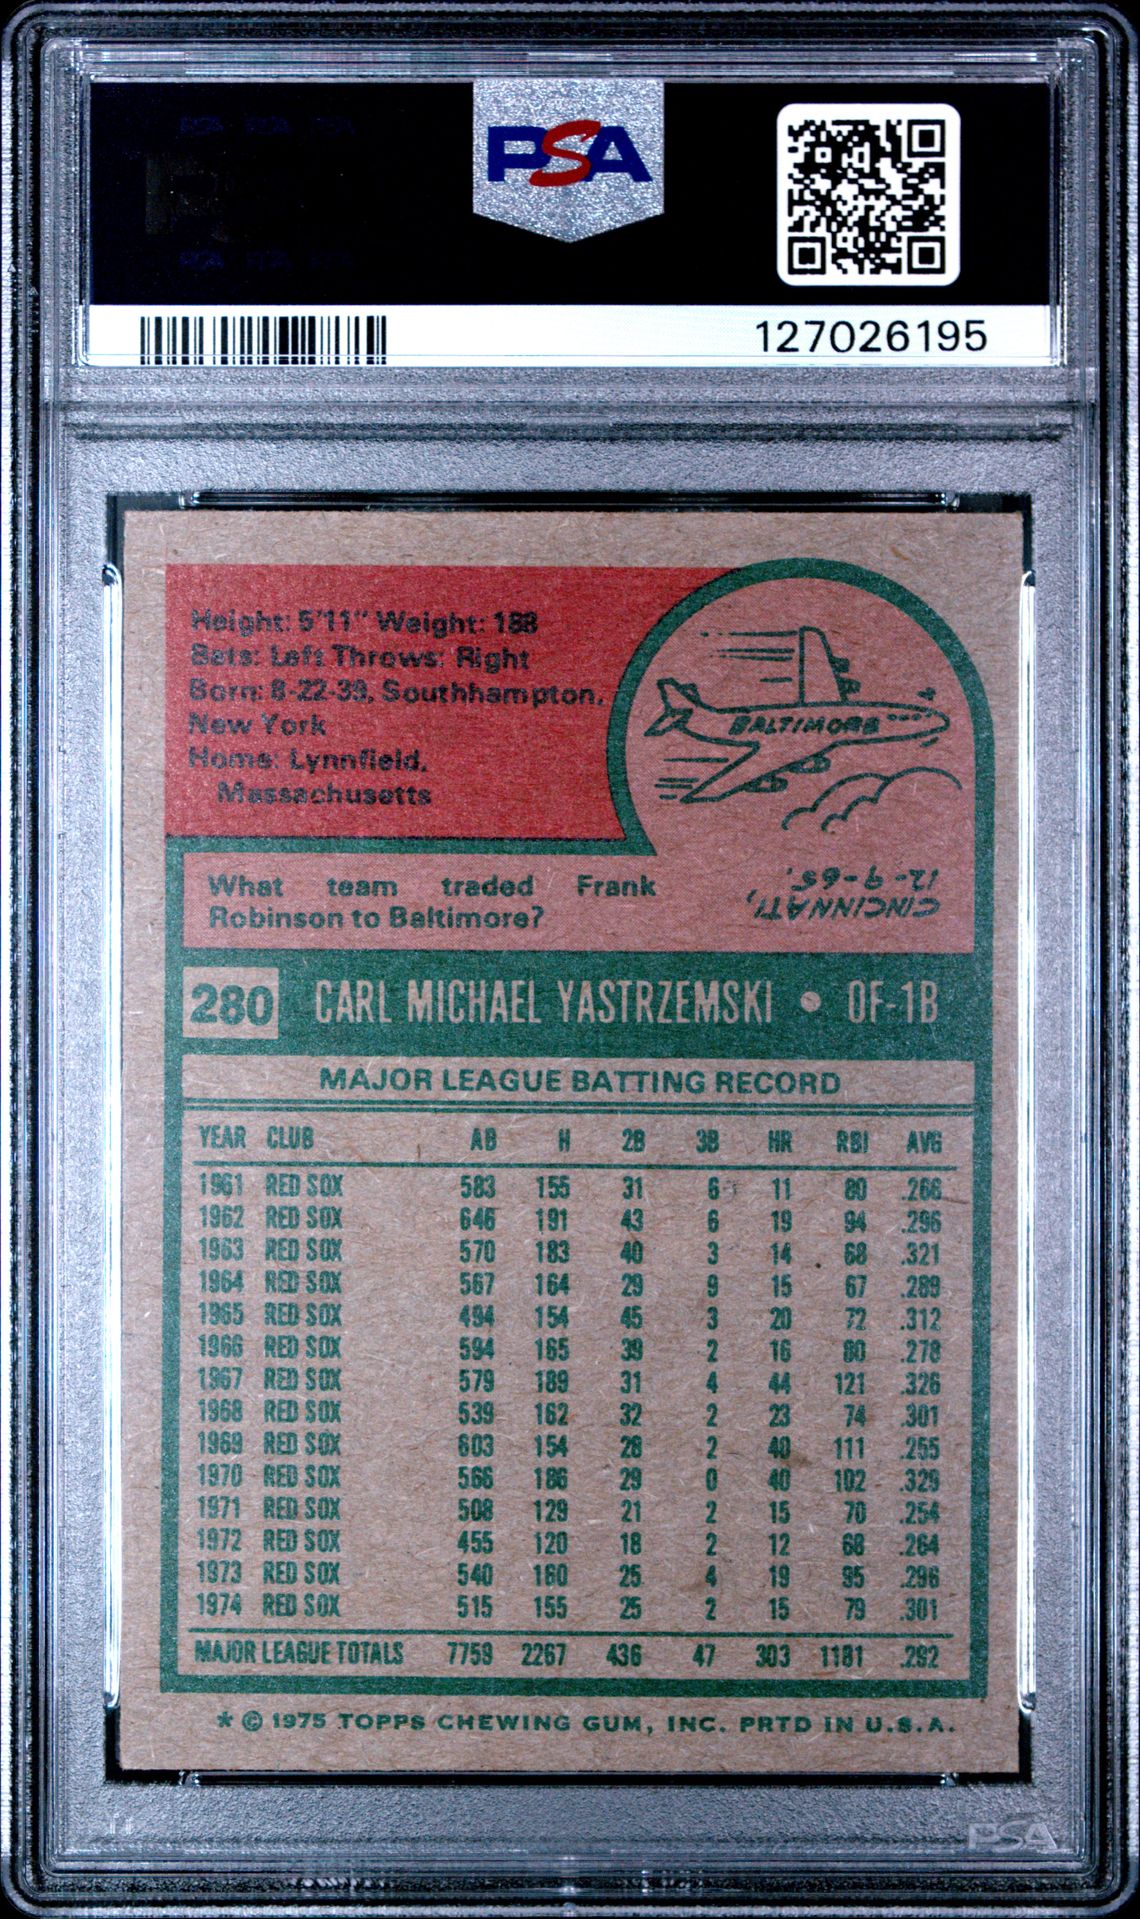 PSA
127026195
Height: 5'11" Weight: 188
Bats: Left Throws: Right
Born: 8-22-39, Southhampton,
New York
Home: Lynnfield,
Massachusetts
BALTIMORE
What team traded Frank
Robinson to Baltimore?
CINCINNATI,
12-9-65.
280 CARL MICHAEL YASTRZEMSKI • OF-1B
MAJOR LEAGUE BATTING RECORD
YEAR CLUB AB H 2B 3B HR RBI AVG
1961 RED SOX 583 155 31 6 11 80 .266
1962 RED SOX 646 191 43 6 19 94 .296
1963 RED SOX 570 183 40 3 14 68 .321
1964 RED SOX 567 164 29 9 15 67 .289
1965 RED SOX 494 154 45 3 20 72 .312
1966 RED SOX 594 165 39 2 16 80 .278
1967 RED SOX 579 189 31 4 44 121 .326
1968 RED SOX 539 162 32 2 23 74 .301
1969 RED SOX 603 154 28 2 40 111 .255
1970 RED SOX 566 186 29 0 40 102 .329
1971 RED SOX 508 129 21 2 15 70 .254
1972 RED SOX 455 120 18 2 12 68 .264
1973 RED SOX 540 160 25 4 19 95 .296
1974 RED SOX 515 155 25 2 15 79 .301
MAJOR LEAGUE TOTALS 7759 2267 436 47 303 1181 .292
* © 1975 TOPPS CHEWING GUM, INC. PRTD IN U.S.A.
PSA